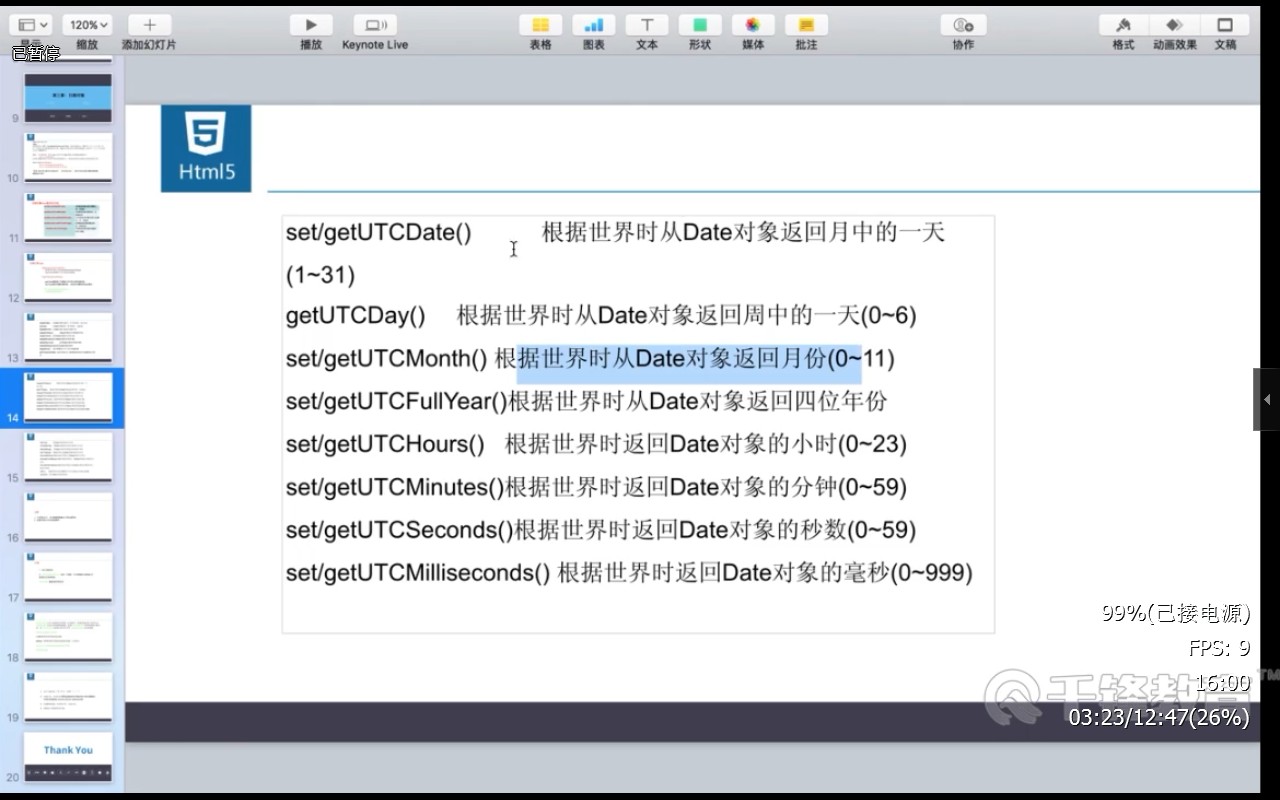 120%
显示
缩放
添加幻灯片
播放
Keynote Live
表格
图表
文本
形状
媒体
批注
协作
格式
动画效果
文稿
已暂停
9
10
11
12
13
14
15
16
17
18
19
20
Thank You
Html5
set/getUTCDate() 根据世界时从Date对象返回月中的一天
(1~31)
getUTCDay() 根据世界时从Date对象返回周中的一天(0~6)
set/getUTCMonth() 根据世界时从Date对象返回月份(0~11)
set/getUTCFullYear()根据世界时从Date对象返回四位年份
set/getUTCHours() 根据世界时返回Date对象的小时(0~23)
set/getUTCMinutes()根据世界时返回Date对象的分钟(0~59)
set/getUTCSeconds()根据世界时返回Date对象的秒数(0~59)
set/getUTCMilliseconds() 根据世界时返回Date对象的毫秒(0~999)
99%(已接电源)
FPS: 9
千锋教育 TM
16:00
03:23/12:47(26%)